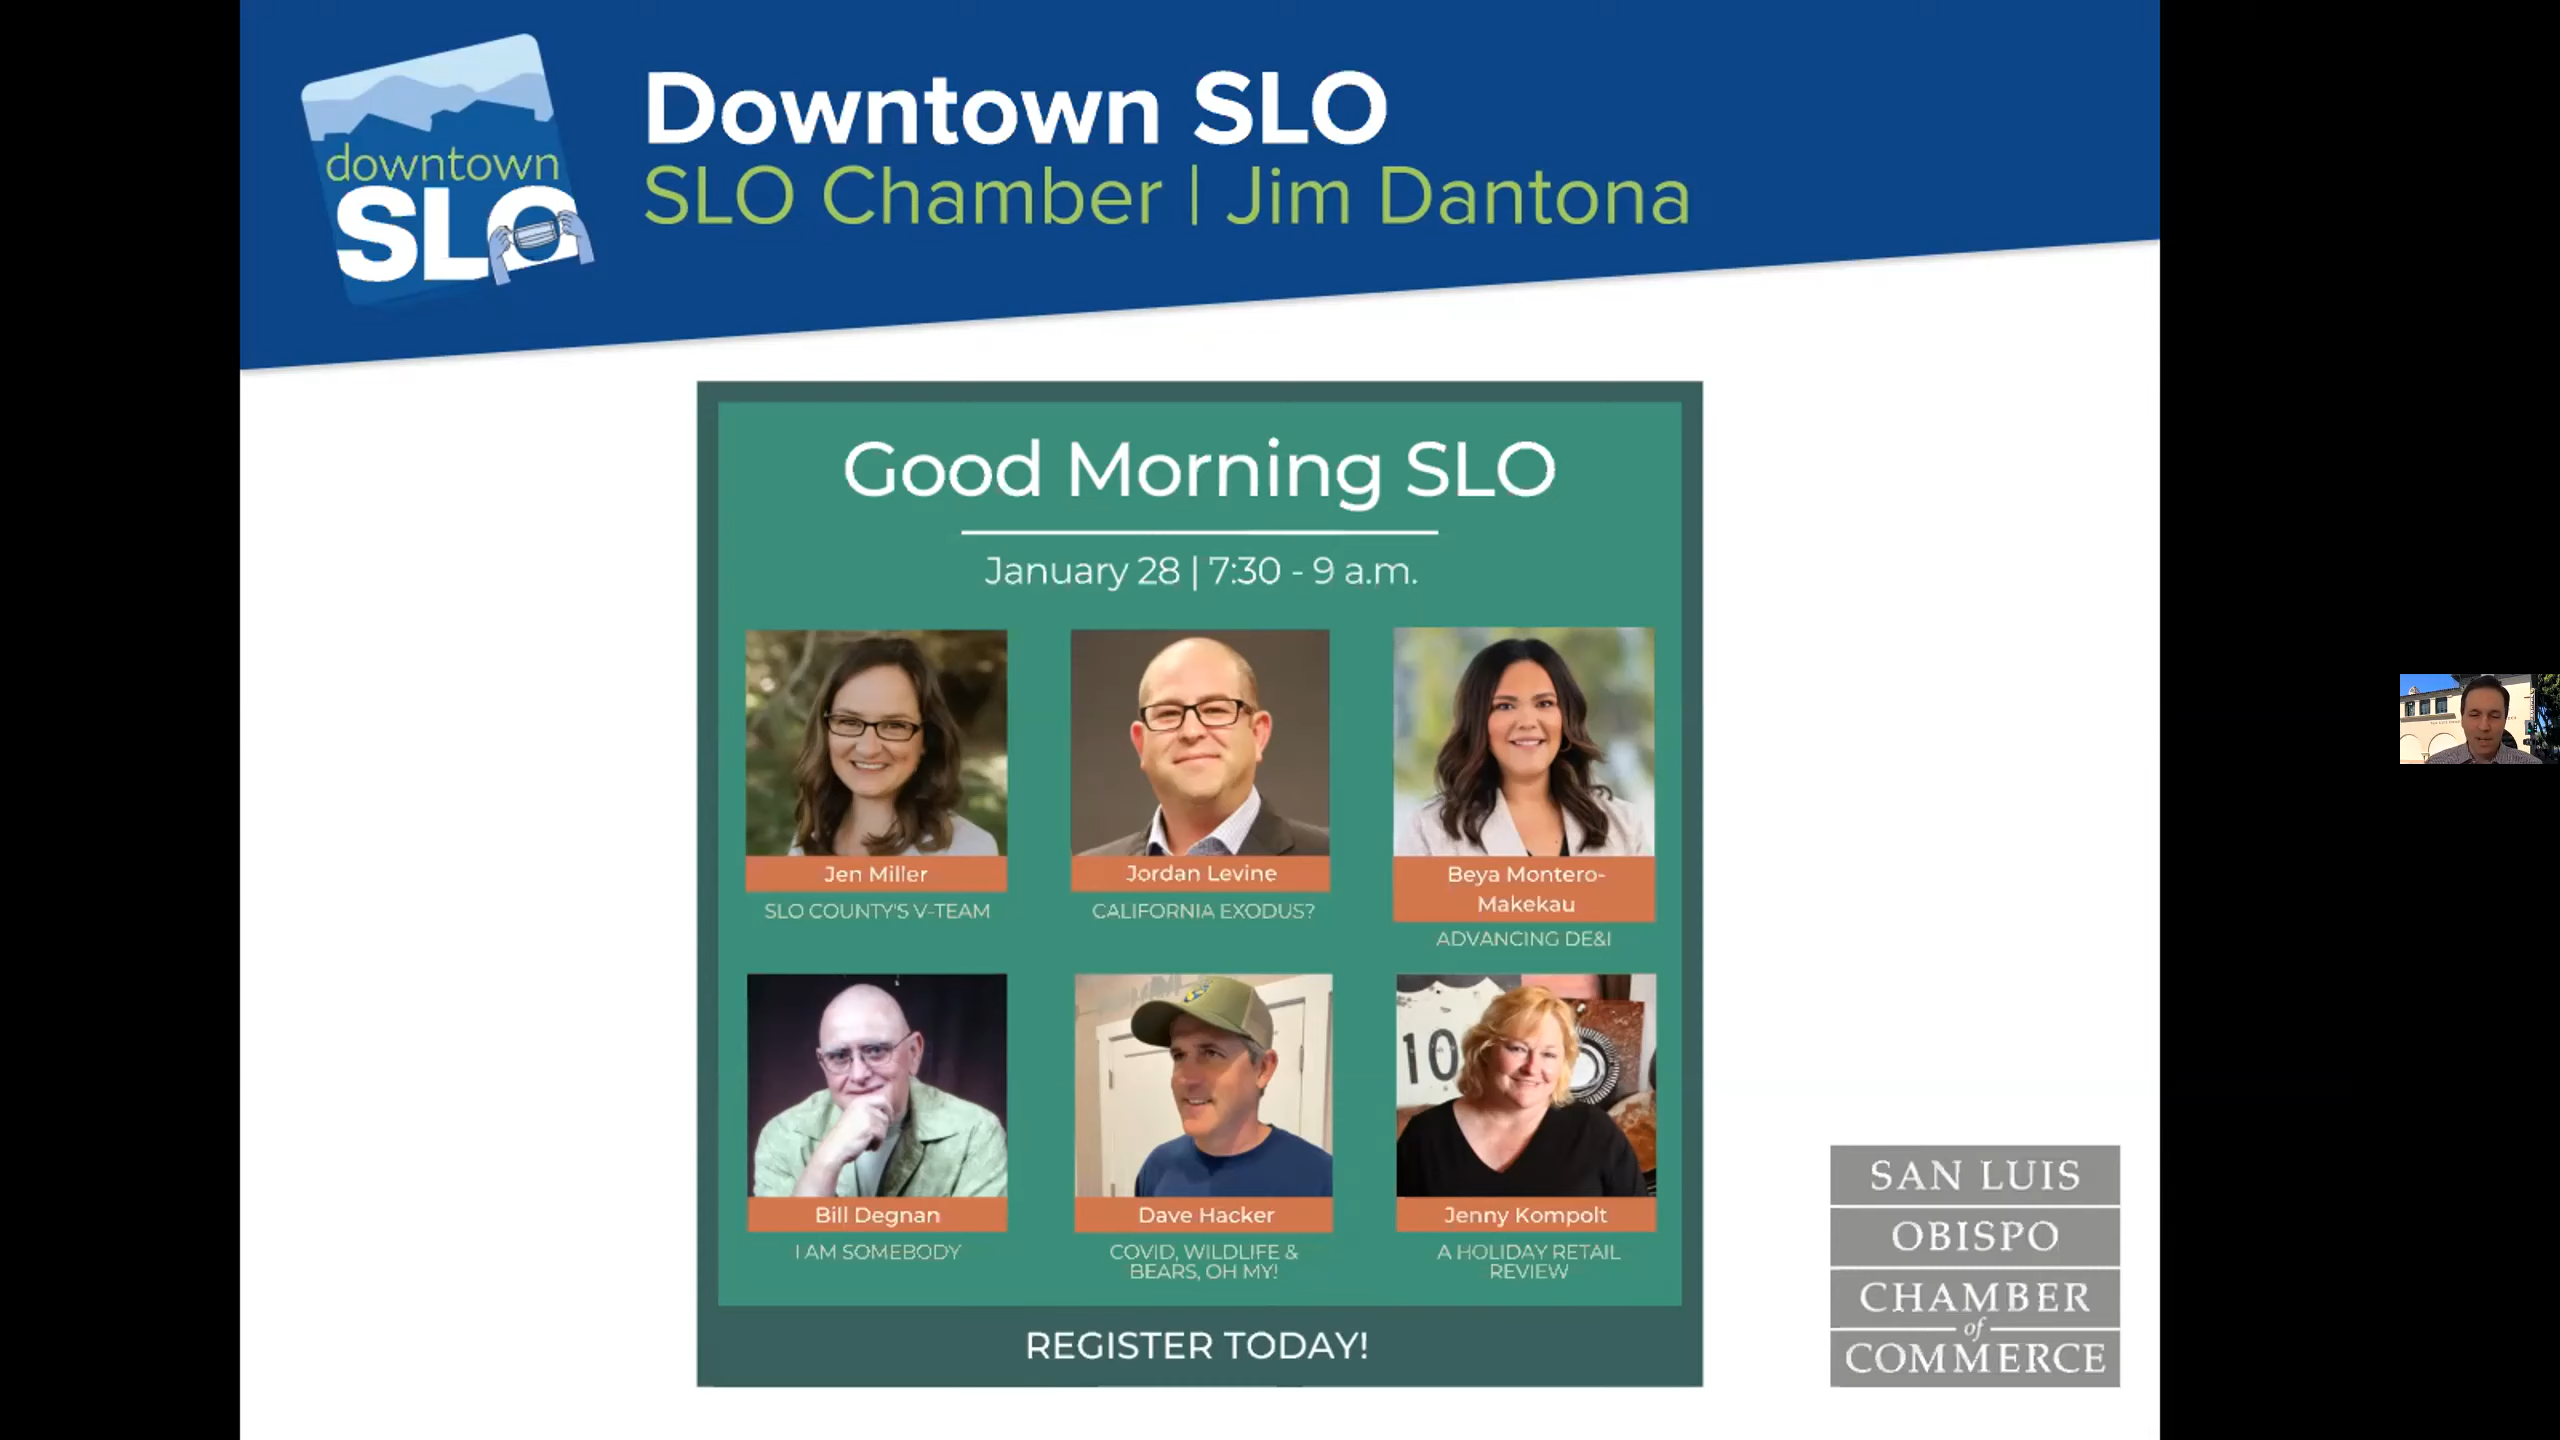 downtown
SLO
Downtown SLO
SLO Chamber | Jim Dantona
Good Morning SLO
January 28 | 7:30 - 9 a.m.
Jen Miller
SLO COUNTY'S V-TEAM
Jordan Levine
CALIFORNIA EXODUS?
Beya Montero-
Makekau
ADVANCING DE&I
10
Bill Degnan
I AM SOMEBODY
Dave Hacker
COVID, WILDLIFE &
BEARS, OH MY!
Jenny Kompolt
A HOLIDAY RETAIL
REVIEW
REGISTER TODAY!
SAN LUIS
OBISPO
CHAMBER
of
COMMERCE